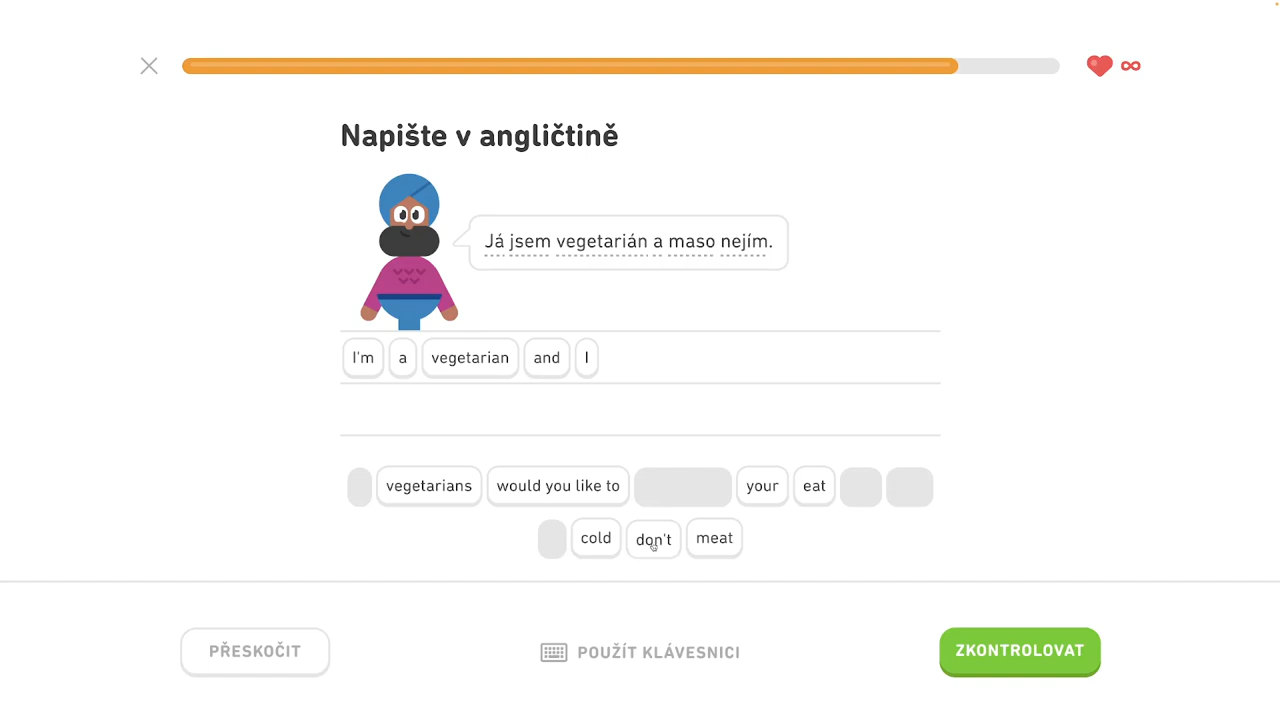 ∞
Napište v angličtině
Já jsem vegetarián a maso nejím.
I'm a vegetarian and I
vegetarians would you like to your eat
cold don't meat
PŘESKOČIT POUŽÍT KLÁVESNICI ZKONTROLOVAT